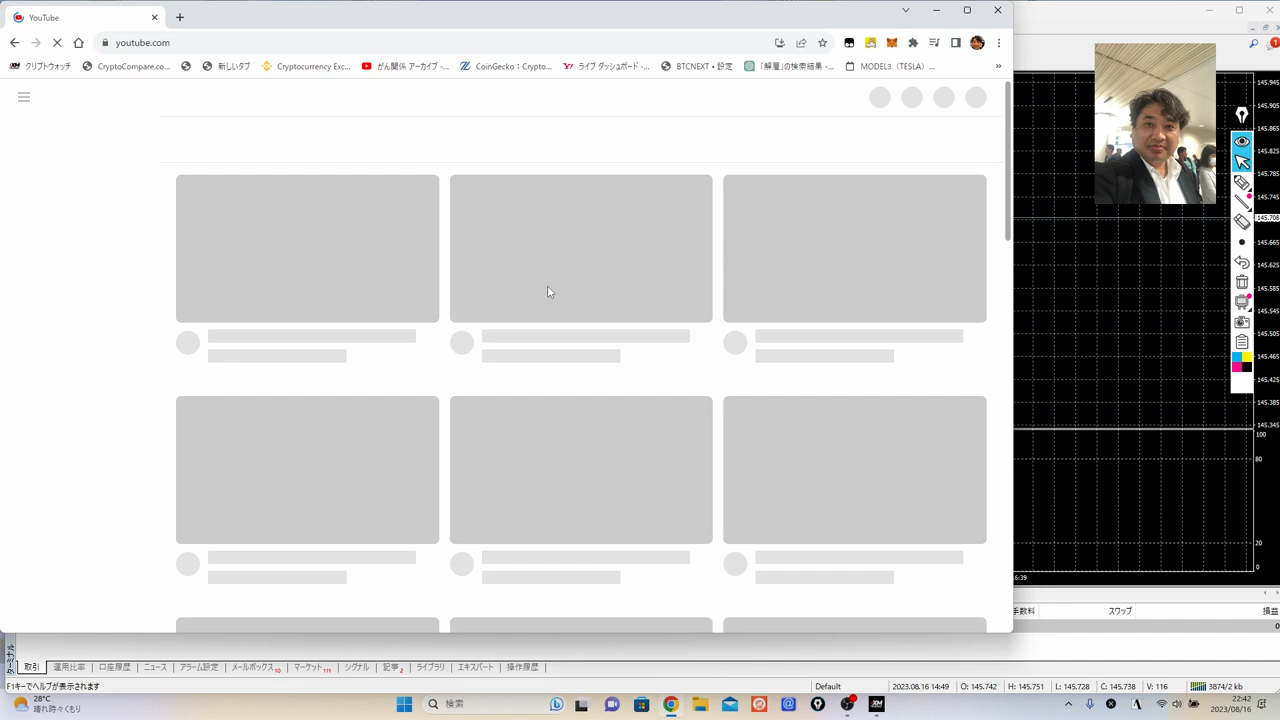 YouTube
youtube.com
クリプトウォッチ
CryptoCompare.co...
新しいタブ
Cryptocurrency Exc...
がん関係 アーカイブ -...
CoinGecko：Crypto...
ライブ ダッシュボード -...
BTCNEXT • 設定
「解雇」の検索結果 -...
MODEL3（TESLA）...
»
145.945
145.905
145.865
145.825
145.785
145.745
145.708
145.665
145.625
145.585
145.545
145.505
145.465
145.425
145.385
145.345
100
80
20
0
手数料
スワップ
損益
0
取引
運用比率
口座履歴
ニュース
アラーム設定
メールボックス10
マーケット111
シグナル
記事2
ライブラリ
エキスパート
操作履歴
F1キーでヘルプが表示されます
Default
2023.08.16 14:49
O: 145.742
H: 145.751
L: 145.728
C: 145.738
V: 116
3874/2 kb
28°C
晴れ時々くもり
検索
22:42
2023/08/16